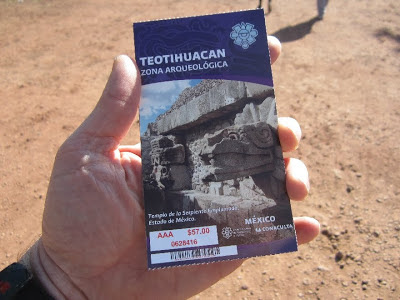 TEOTIHUACAN
ZONA ARQUEOLÓGICA
Templo de la Serpiente Emplumada
Estado de México.
AAA $57.00
0628416
MÉXICO
CONACULTA